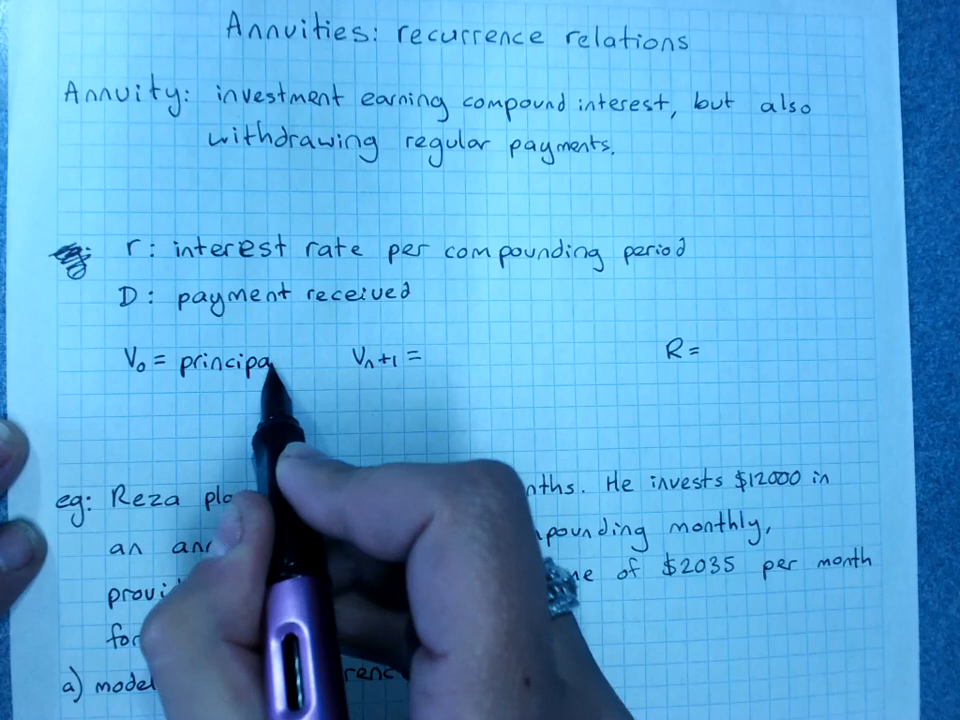 Annuities: recurrence relations
Annuity: investment earning compound interest, but also
withdrawing regular payments.
r: interest rate per compounding period
D: payment received
V₀ = principa Vₙ₊₁ = R =
eg: Reza nths. He invests $12000 in
an pounding monthly,
of $2035 per month
a) model